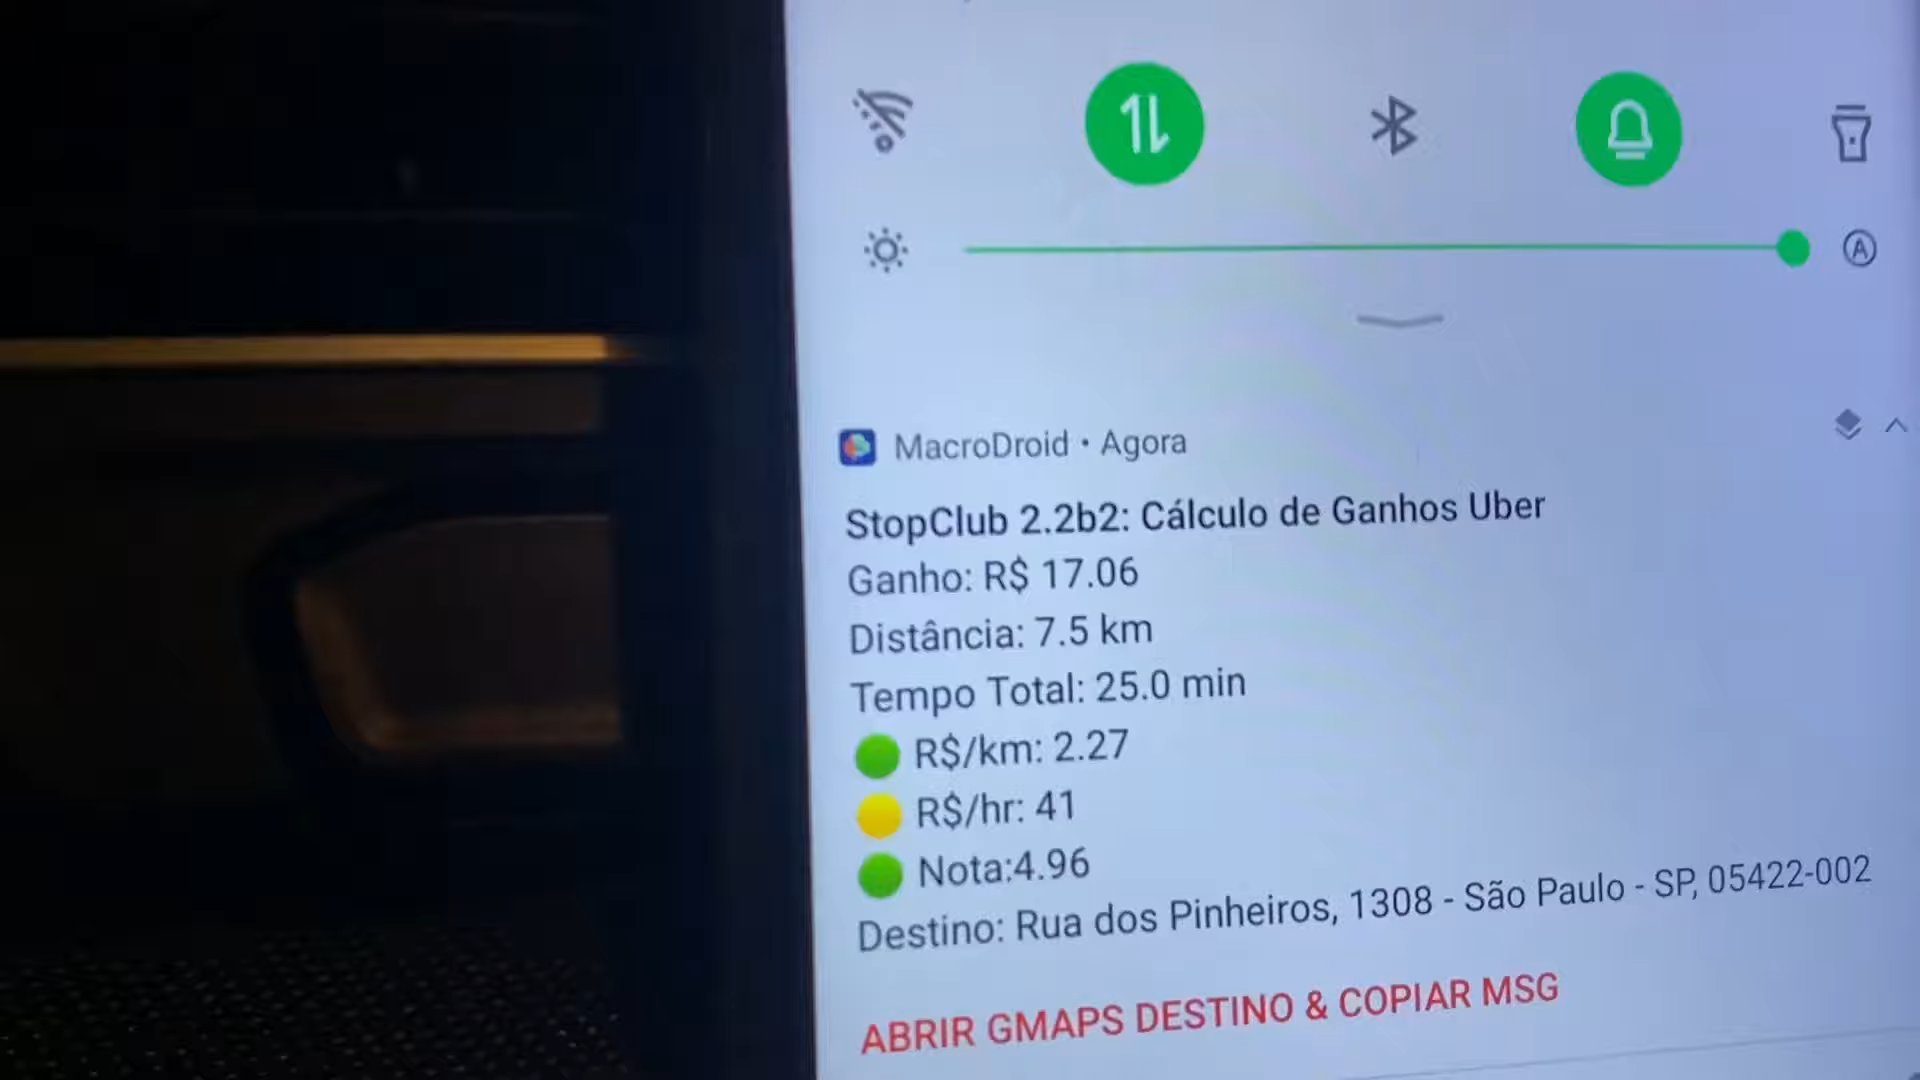 MacroDroid • Agora
StopClub 2.2b2: Cálculo de Ganhos Uber
Ganho: R$ 17.06
Distância: 7.5 km
Tempo Total: 25.0 min
R$/km: 2.27
R$/hr: 41
Nota:4.96
Destino: Rua dos Pinheiros, 1308 - São Paulo - SP, 05422-002
ABRIR GMAPS DESTINO & COPIAR MSG